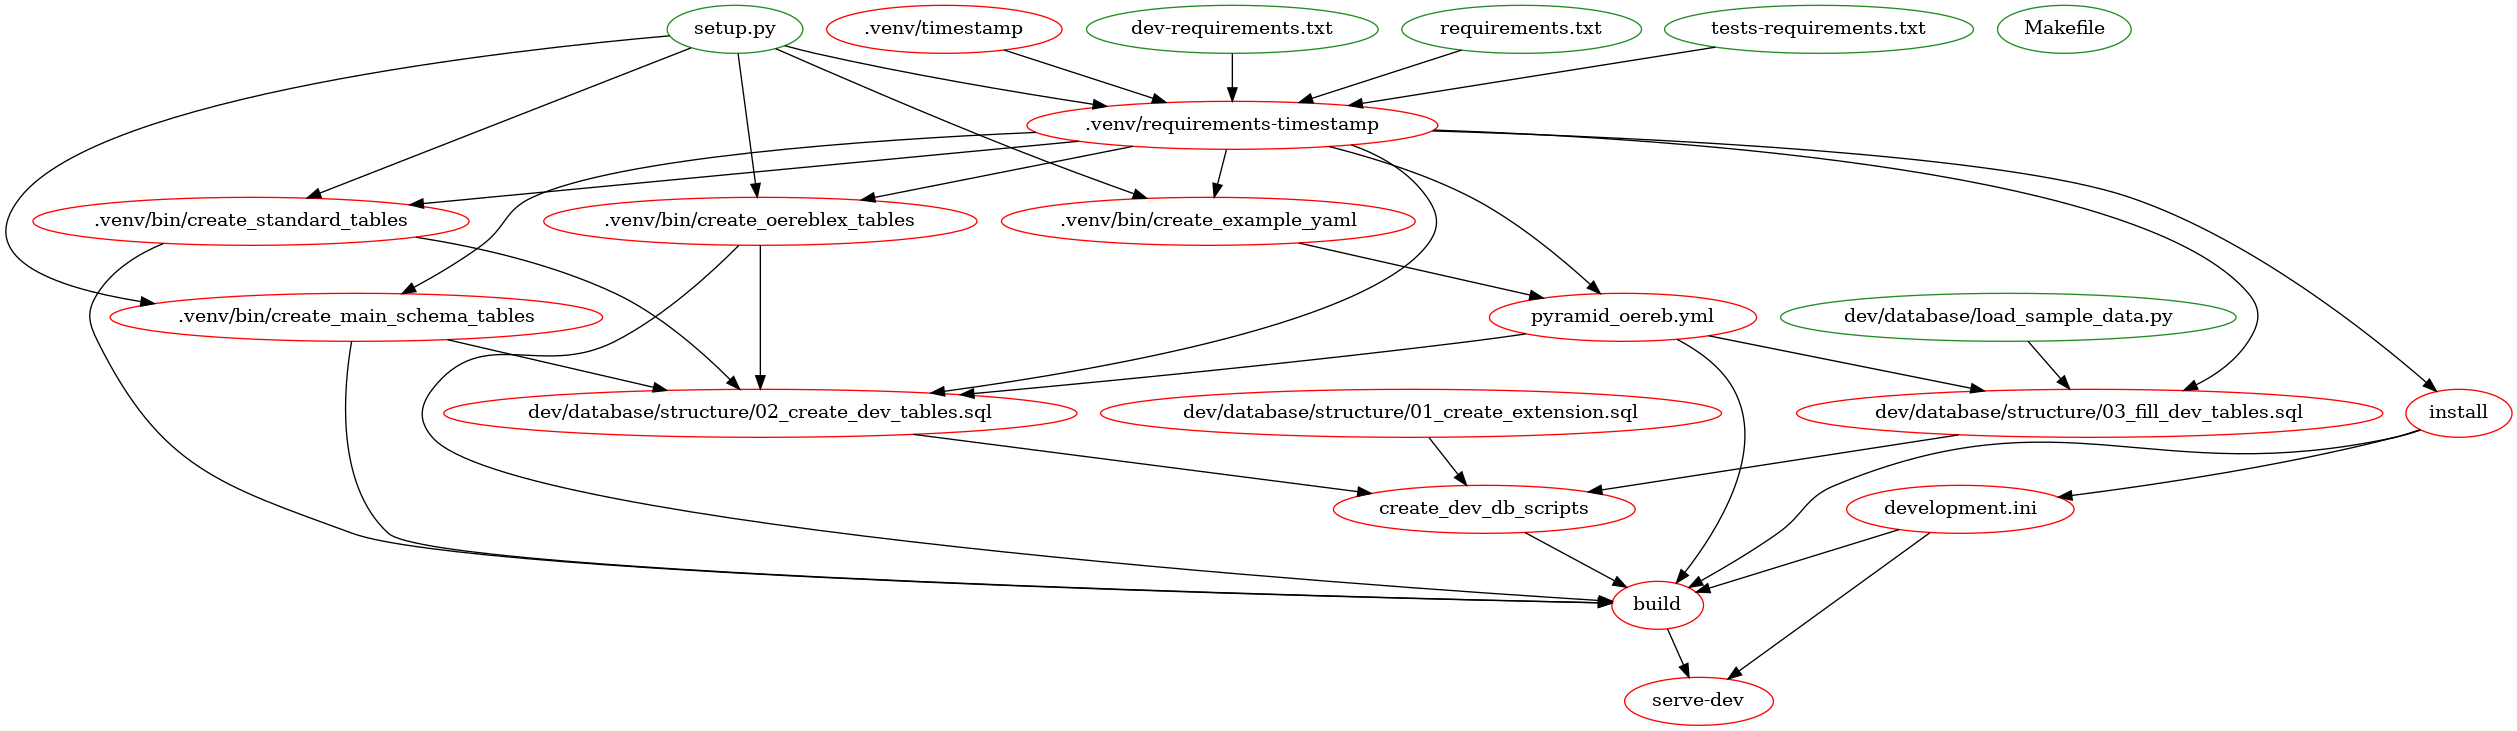 setup.py
.venv/timestamp
dev-requirements.txt
requirements.txt
tests-requirements.txt
Makefile
.venv/requirements-timestamp
.venv/bin/create_standard_tables
.venv/bin/create_oereblex_tables
.venv/bin/create_example_yaml
.venv/bin/create_main_schema_tables
pyramid_oereb.yml
dev/database/load_sample_data.py
dev/database/structure/02_create_dev_tables.sql
dev/database/structure/01_create_extension.sql
dev/database/structure/03_fill_dev_tables.sql
install
create_dev_db_scripts
development.ini
build
serve-dev